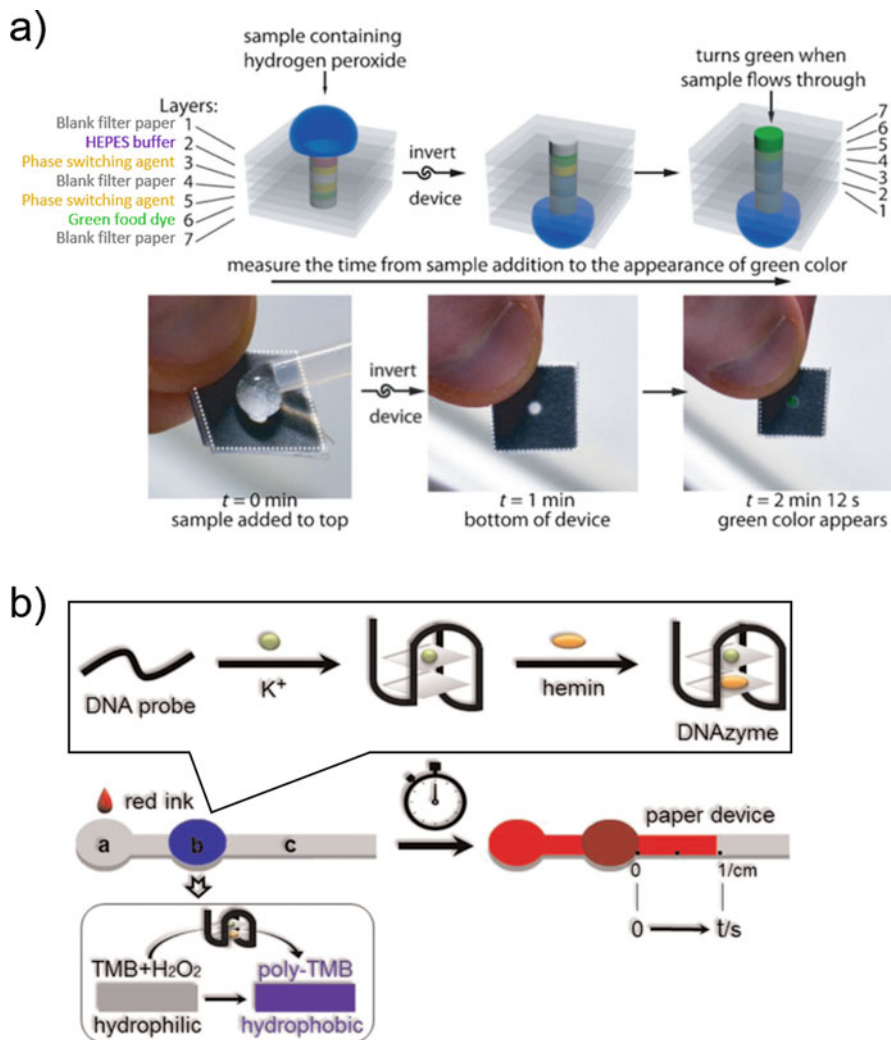 a)
sample containing
hydrogen peroxide
turns green when
sample flows through
Layers:
Blank filter paper 1
HEPES buffer 2
Phase switching agent 3
Blank filter paper 4
Phase switching agent 5
Green food dye 6
Blank filter paper 7
invert
device
7
6
5
4
3
2
1
measure the time from sample addition to the appearance of green color
invert
device
t = 0 min
sample added to top
t = 1 min
bottom of device
t = 2 min 12 s
green color appears
b)
DNA probe
K+
hemin
DNAzyme
red ink
a
b
c
paper device
0
1/cm
0
t/s
TMB+H2O2
poly-TMB
hydrophilic
hydrophobic